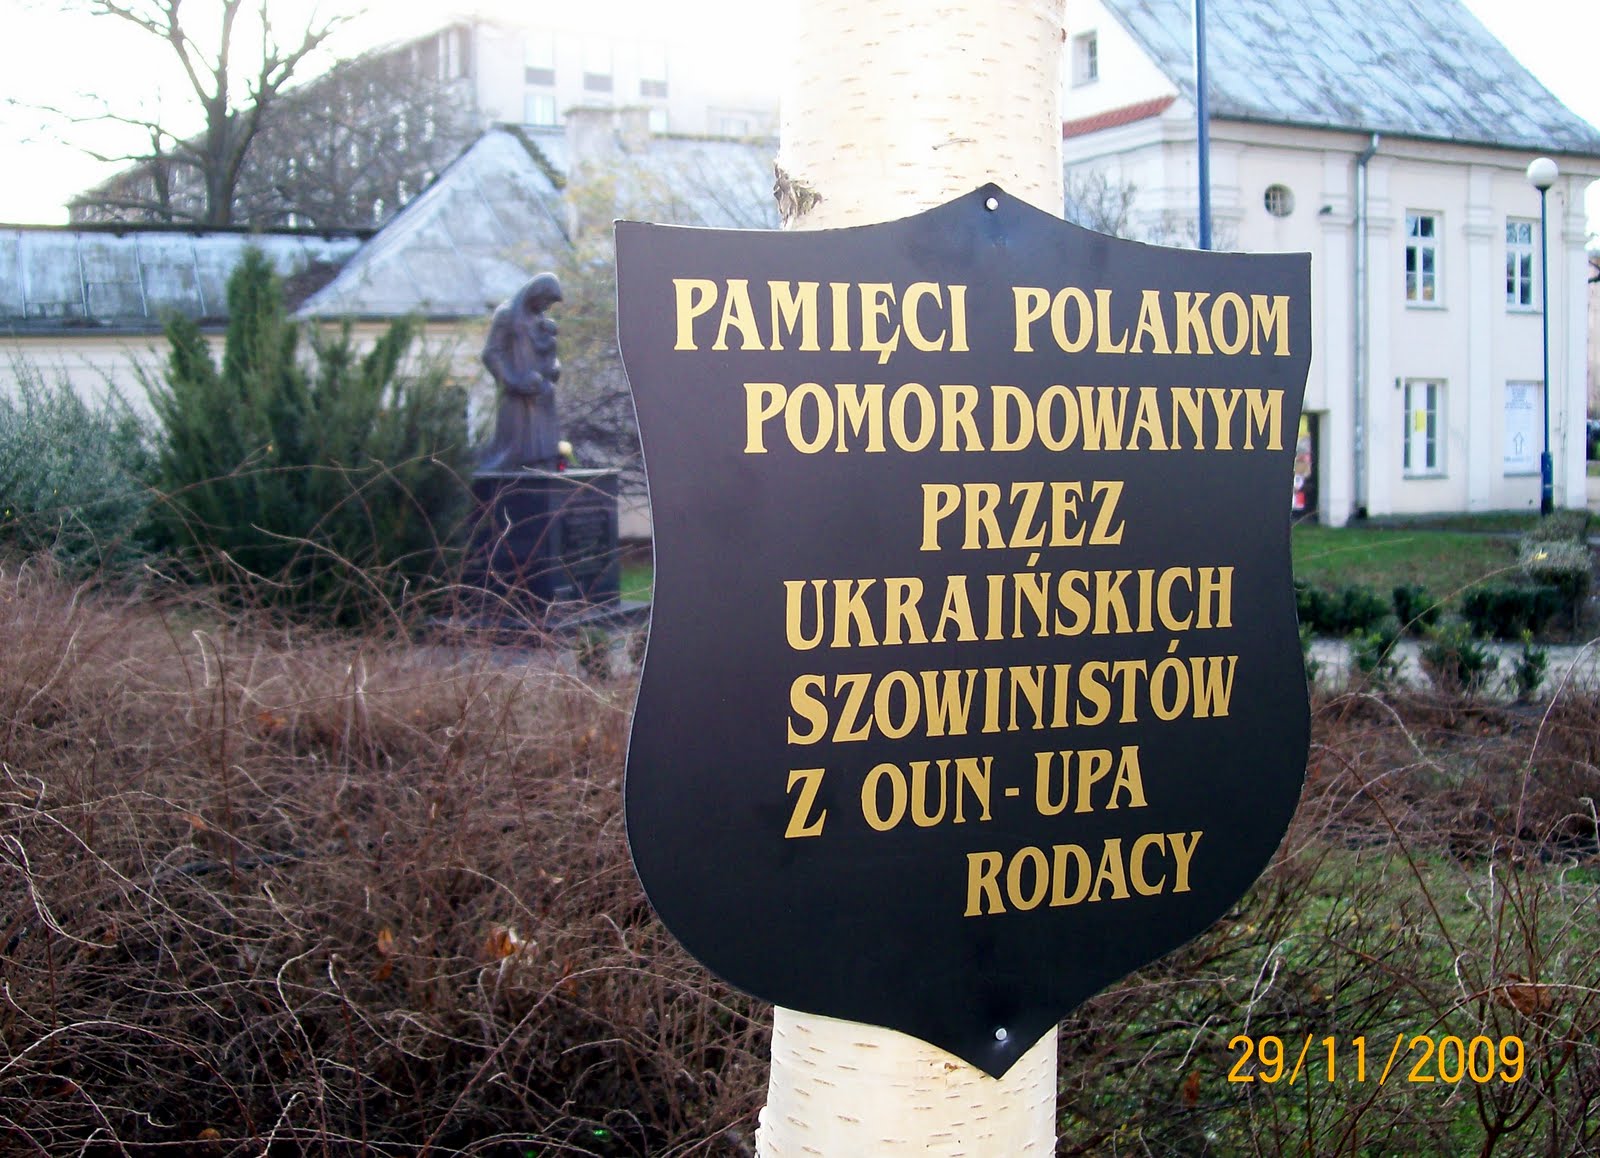 PAMIĘCI POLAKOM
POMORDOWANYM
PRZEZ
UKRAIŃSKICH
SZOWINISTÓW
Z OUN-UPA
RODACY
29/11/2009